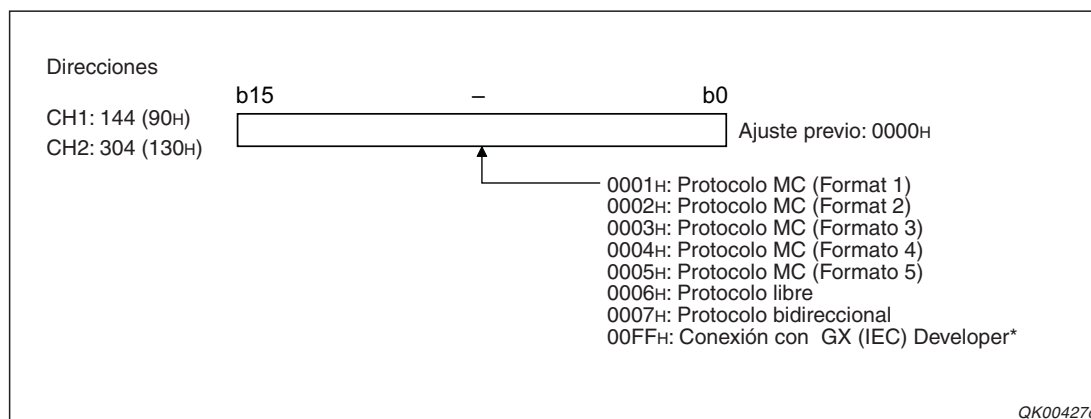 Direcciones
b15 – b0
CH1: 144 (90H)
CH2: 304 (130H)
Ajuste previo: 0000H
0001H: Protocolo MC (Format 1)
0002H: Protocolo MC (Format 2)
0003H: Protocolo MC (Formato 3)
0004H: Protocolo MC (Formato 4)
0005H: Protocolo MC (Formato 5)
0006H: Protocolo libre
0007H: Protocolo bidireccional
00FFH: Conexión con GX (IEC) Developer*